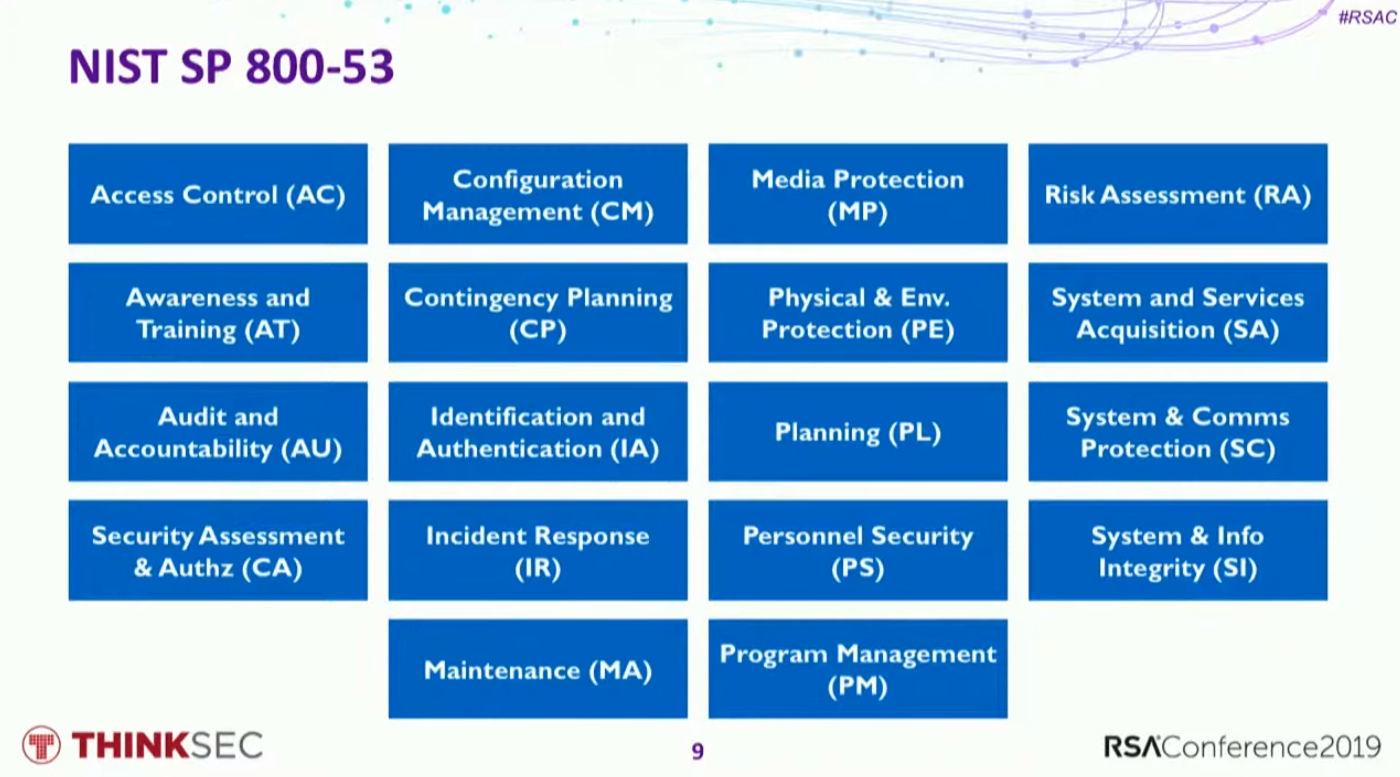 #RSAC
NIST SP 800-53
Access Control (AC)
Configuration
Management (CM)
Media Protection
(MP)
Risk Assessment (RA)
Awareness and
Training (AT)
Contingency Planning
(CP)
Physical & Env.
Protection (PE)
System and Services
Acquisition (SA)
Audit and
Accountability (AU)
Identification and
Authentication (IA)
Planning (PL)
System & Comms
Protection (SC)
Security Assessment
& Authz (CA)
Incident Response
(IR)
Personnel Security
(PS)
System & Info
Integrity (SI)
Maintenance (MA)
Program Management
(PM)
THINKSEC
9
RSAConference2019